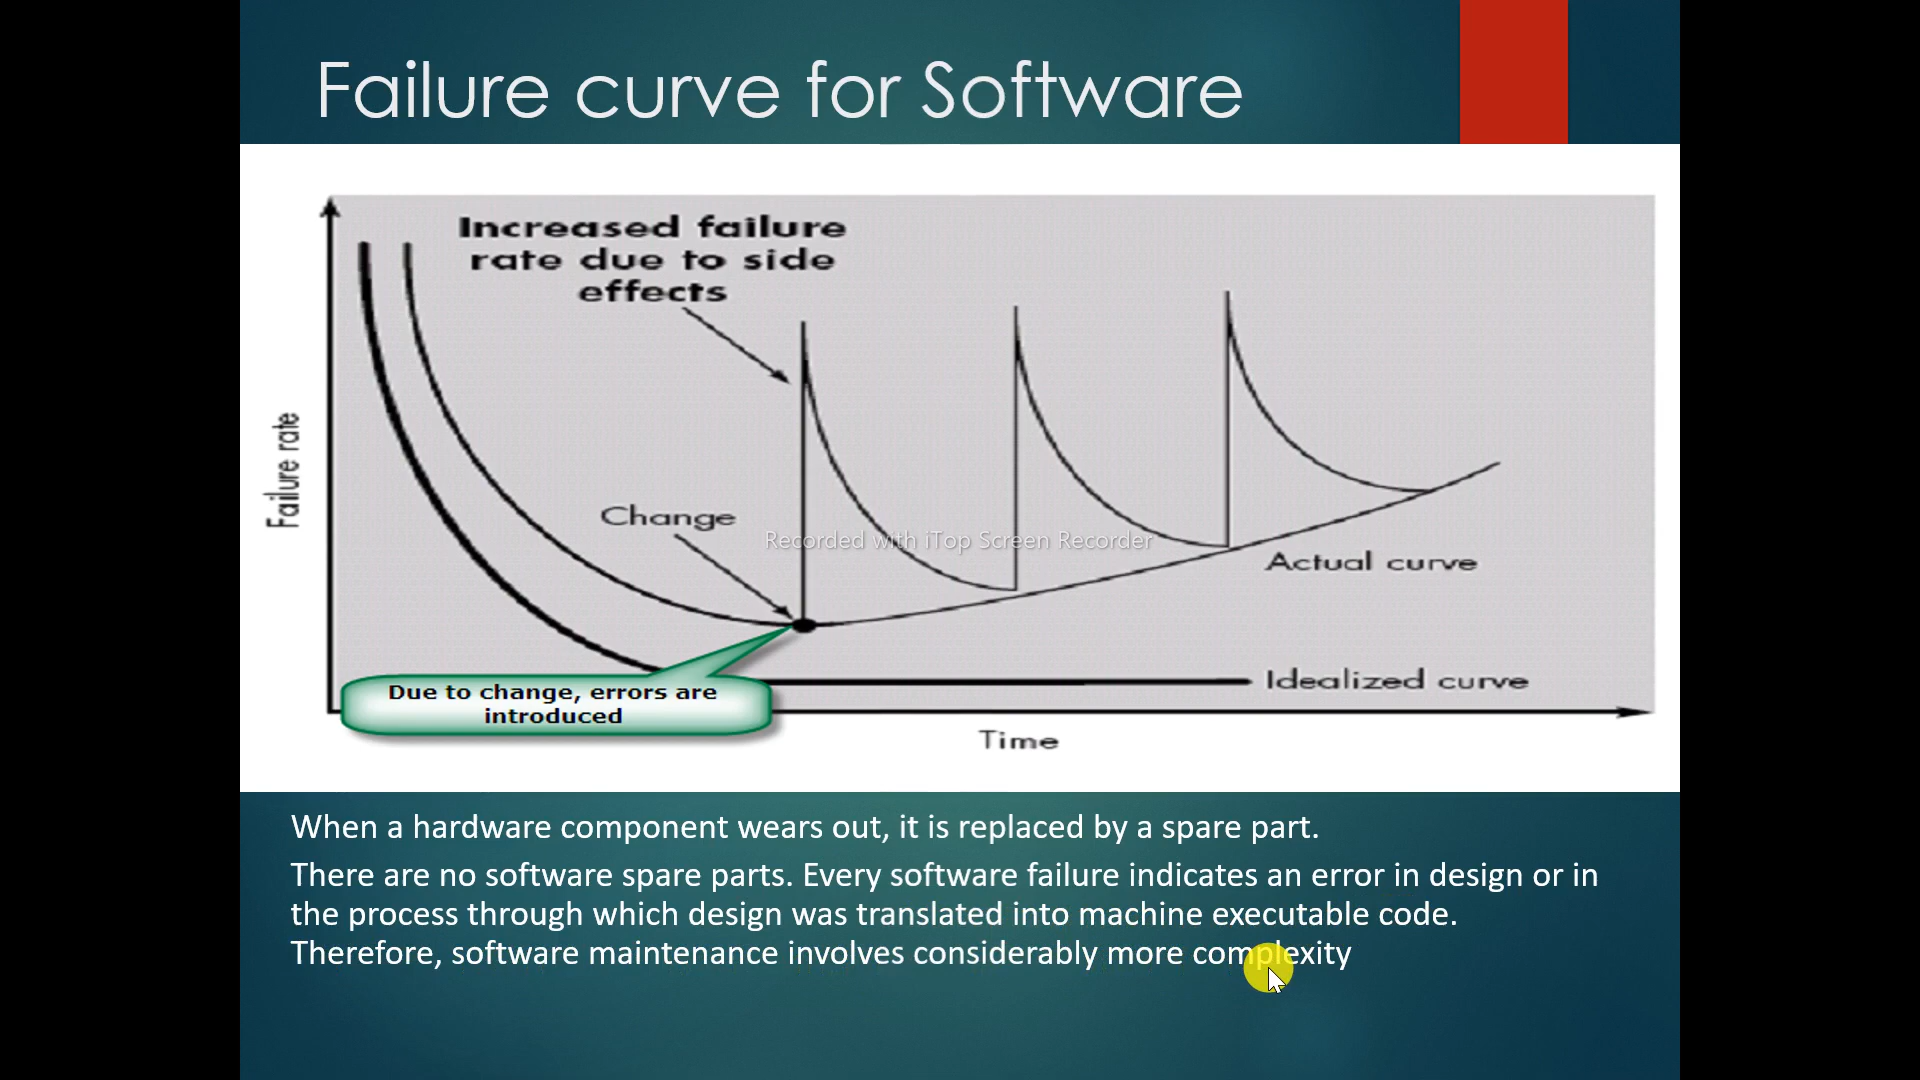 Failure curve for Software
Increased failure
rate due to side
effects
Failure rate
Change
Recorded with iTop Screen Recorder
Actual curve
Idealized curve
Due to change, errors are
introduced
Time
When a hardware component wears out, it is replaced by a spare part.
There are no software spare parts. Every software failure indicates an error in design or in
the process through which design was translated into machine executable code.
Therefore, software maintenance involves considerably more complexity